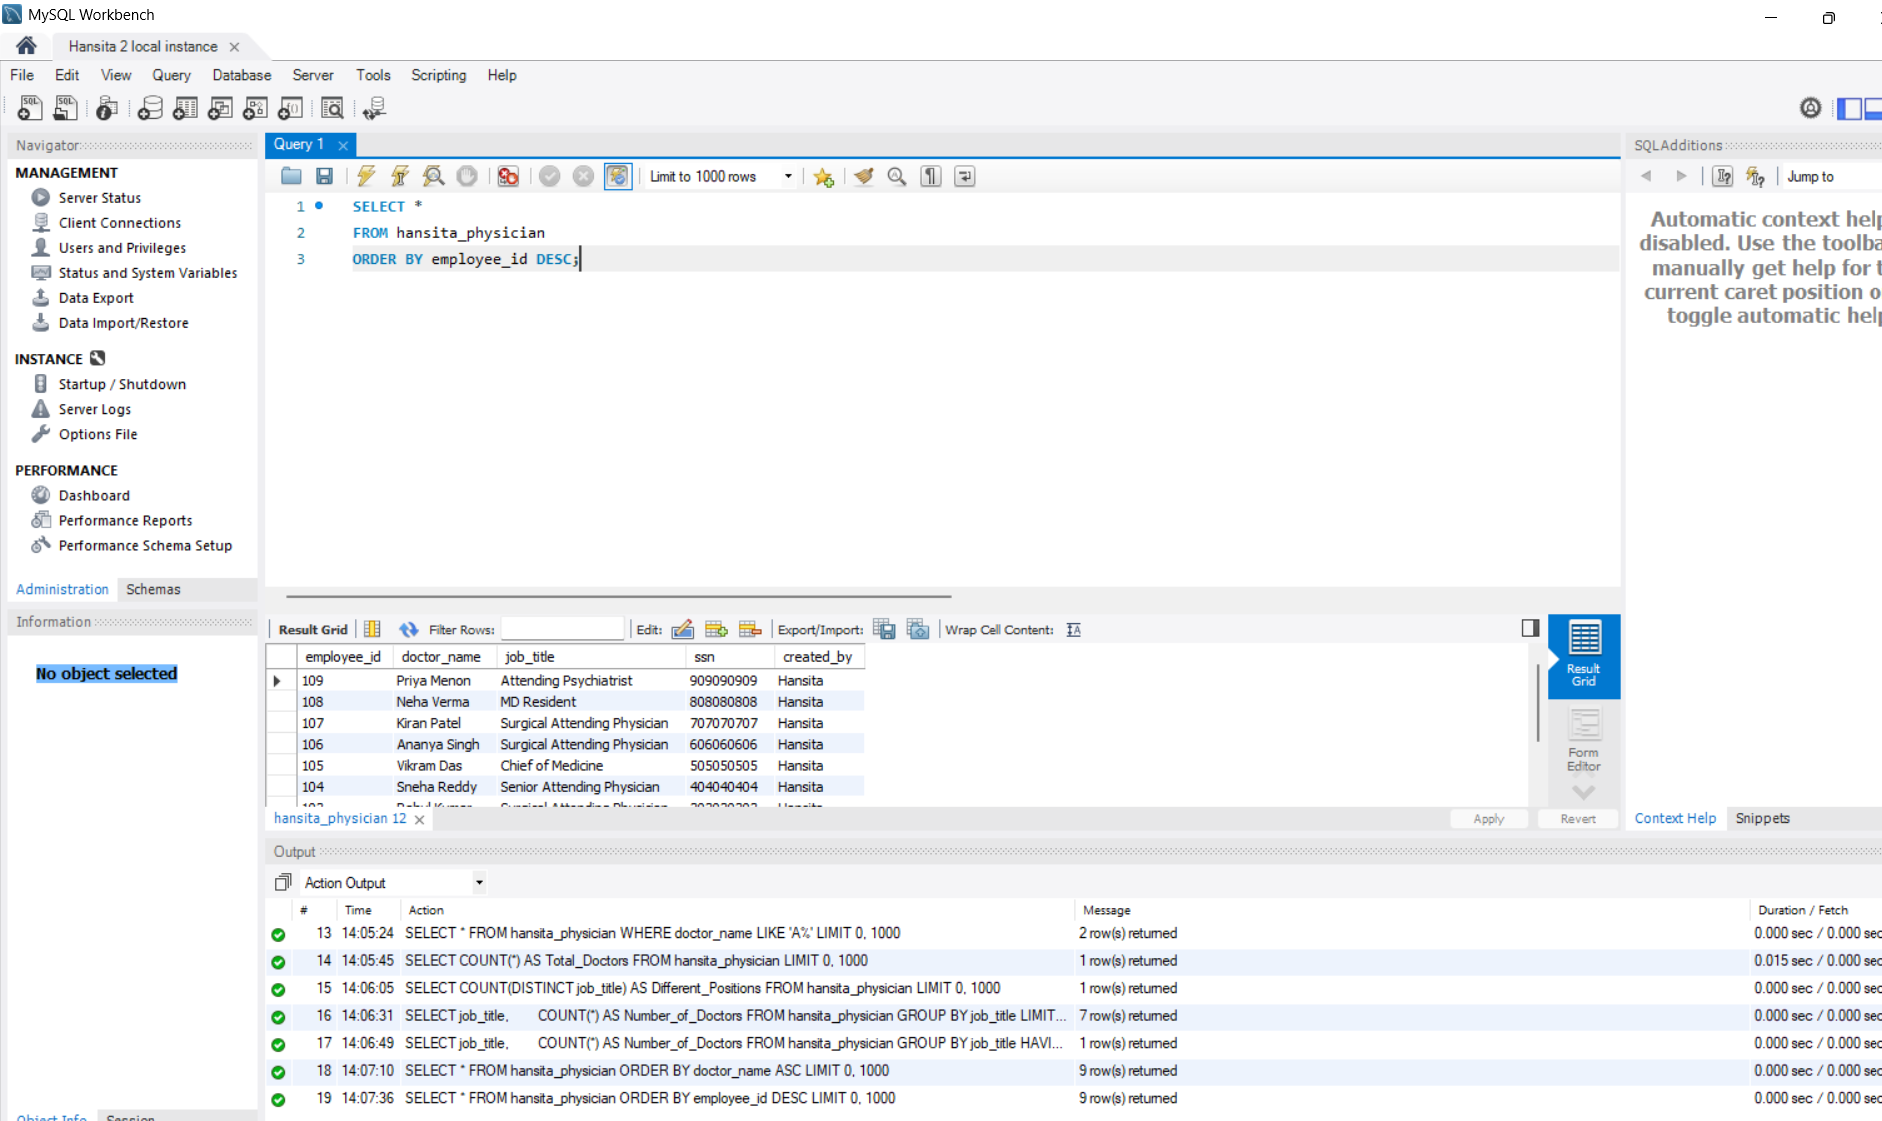 MySQL Workbench
Hansita 2 local instance
File Edit View Query Database Server Tools Scripting Help
Navigator
MANAGEMENT
Server Status
Client Connections
Users and Privileges
Status and System Variables
Data Export
Data Import/Restore
INSTANCE
Startup / Shutdown
Server Logs
Options File
PERFORMANCE
Dashboard
Performance Reports
Performance Schema Setup
Administration Schemas
Information
No object selected
Object Info Session
Query 1
Limit to 1000 rows
1 SELECT *
2 FROM hansita_physician
3 ORDER BY employee_id DESC;
Result Grid Filter Rows: Edit: Export/Import: Wrap Cell Content:
employee_id doctor_name job_title ssn created_by
109 Priya Menon Attending Psychiatrist 909090909 Hansita
108 Neha Verma MD Resident 808080808 Hansita
107 Kiran Patel Surgical Attending Physician 707070707 Hansita
106 Ananya Singh Surgical Attending Physician 606060606 Hansita
105 Vikram Das Chief of Medicine 505050505 Hansita
104 Sneha Reddy Senior Attending Physician 404040404 Hansita
Result
Grid
Form
Editor
hansita_physician 12
Apply Revert
SQLAdditions
Jump to
Automatic context help
disabled. Use the toolba
manually get help for t
current caret position o
toggle automatic help
Context Help Snippets
Output
Action Output
# Time Action Message Duration / Fetch
13 14:05:24 SELECT * FROM hansita_physician WHERE doctor_name LIKE 'A%' LIMIT 0, 1000 2 row(s) returned 0.000 sec / 0.000 sec
14 14:05:45 SELECT COUNT(*) AS Total_Doctors FROM hansita_physician LIMIT 0, 1000 1 row(s) returned 0.015 sec / 0.000 sec
15 14:06:05 SELECT COUNT(DISTINCT job_title) AS Different_Positions FROM hansita_physician LIMIT 0, 1000 1 row(s) returned 0.000 sec / 0.000 sec
16 14:06:31 SELECT job_title, COUNT(*) AS Number_of_Doctors FROM hansita_physician GROUP BY job_title LIMIT... 7 row(s) returned 0.000 sec / 0.000 sec
17 14:06:49 SELECT job_title, COUNT(*) AS Number_of_Doctors FROM hansita_physician GROUP BY job_title HAVI... 1 row(s) returned 0.000 sec / 0.000 sec
18 14:07:10 SELECT * FROM hansita_physician ORDER BY doctor_name ASC LIMIT 0, 1000 9 row(s) returned 0.000 sec / 0.000 sec
19 14:07:36 SELECT * FROM hansita_physician ORDER BY employee_id DESC LIMIT 0, 1000 9 row(s) returned 0.000 sec / 0.000 sec